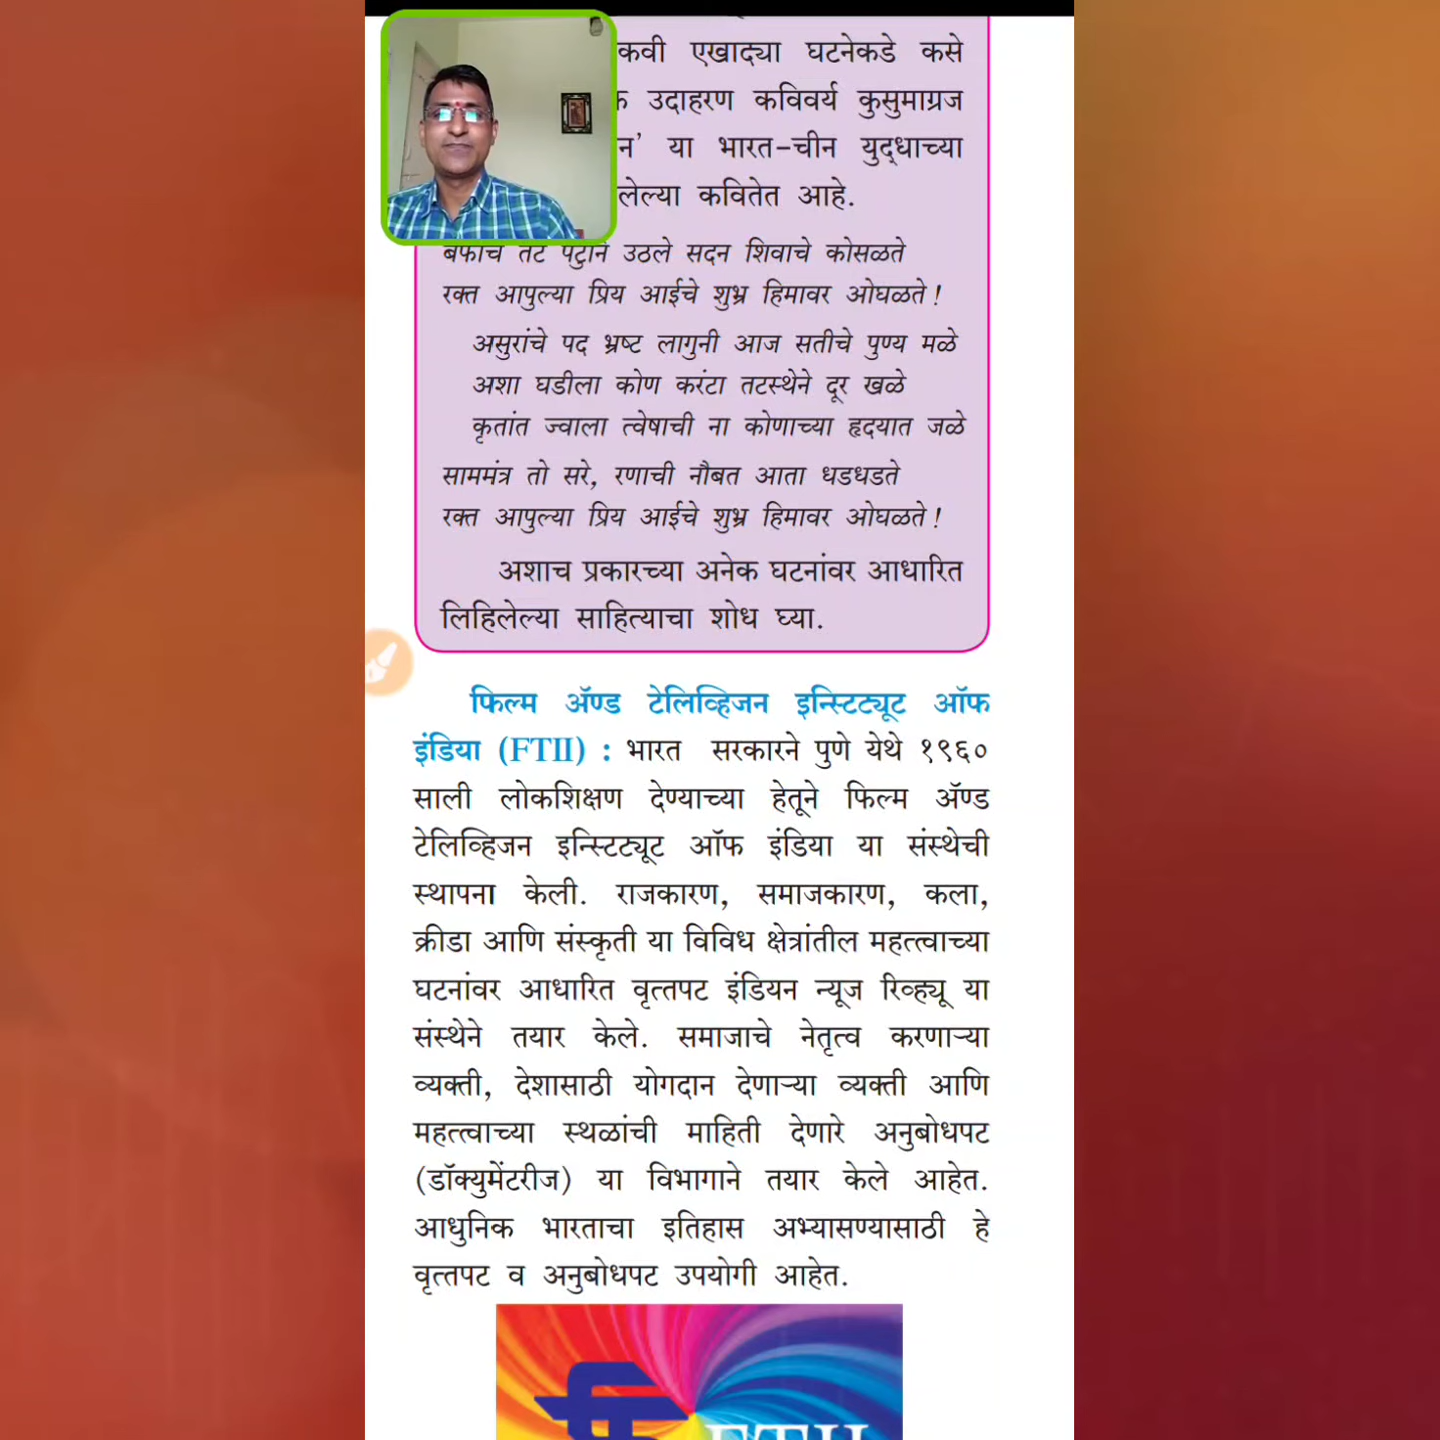 कवी एखाद्या घटनेकडे कसे
उदाहरण कविवर्य कुसुमाग्रज
न’ या भारत-चीन युद्धाच्या
लेल्या कवितेत आहे.
उठले सदन शिवाचे कोसळते
रक्त आपुल्या प्रिय आईचे शुभ्र हिमावर ओघळते !
असुरांचे पद भ्रष्ट लागुनी आज सतीचे पुण्य मळे
अशा घडीला कोण करंटा तटस्थेने दूर खळे
कृतांत ज्वाला त्वेषाची ना कोणाच्या हृदयात जळे
साममंत्र तो सरे, रणाची नौबत आता धडधडते
रक्त आपुल्या प्रिय आईचे शुभ्र हिमावर ओघळते !
अशाच प्रकारच्या अनेक घटनांवर आधारित
लिहिलेल्या साहित्याचा शोध घ्या.
फिल्म ॲण्ड टेलिव्हिजन इन्स्टिट्यूट ऑफ
इंडिया (FTII) : भारत सरकारने पुणे येथे १९६०
साली लोकशिक्षण देण्याच्या हेतूने फिल्म ॲण्ड
टेलिव्हिजन इन्स्टिट्यूट ऑफ इंडिया या संस्थेची
स्थापना केली. राजकारण, समाजकारण, कला,
क्रीडा आणि संस्कृती या विविध क्षेत्रांतील महत्त्वाच्या
घटनांवर आधारित वृत्तपट इंडियन न्यूज रिव्ह्यू या
संस्थेने तयार केले. समाजाचे नेतृत्व करणाऱ्या
व्यक्ती, देशासाठी योगदान देणाऱ्या व्यक्ती आणि
महत्त्वाच्या स्थळांची माहिती देणारे अनुबोधपट
(डॉक्युमेंटरीज) या विभागाने तयार केले आहेत.
आधुनिक भारताचा इतिहास अभ्यासण्यासाठी हे
वृत्तपट व अनुबोधपट उपयोगी आहेत.